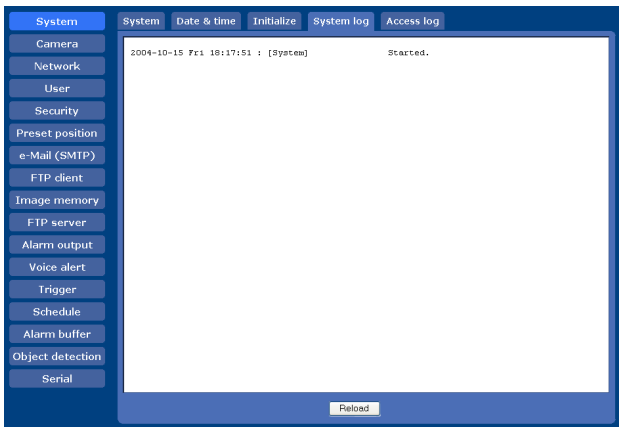 System
Camera
Network
User
Security
Preset position
e-Mail (SMTP)
FTP client
Image memory
FTP server
Alarm output
Voice alert
Trigger
Schedule
Alarm buffer
Object detection
Serial
System Date & time Initialize System log Access log
2004-10-15 Fri 18:17:51 : [System] Started.
Reload